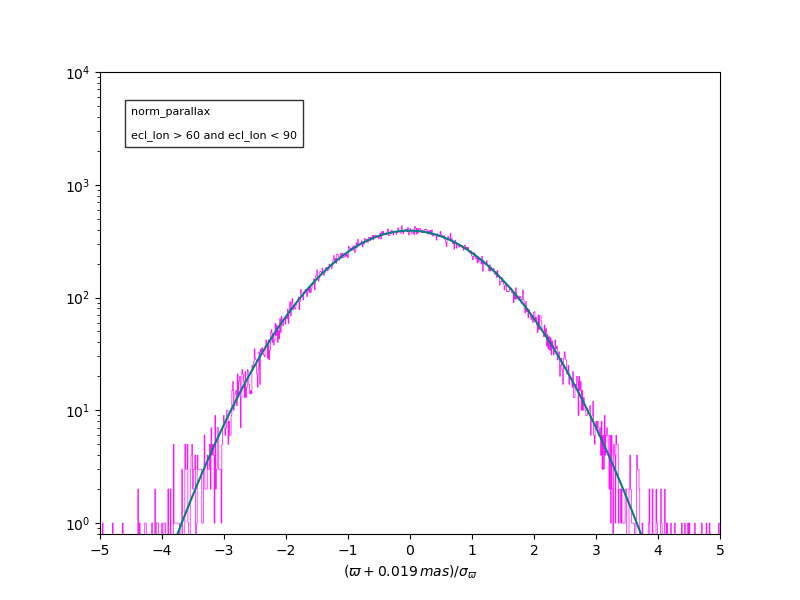 10⁴
norm_parallax
ecl_lon > 60 and ecl_lon < 90
10³
10²
10¹
10⁰
−5 −4 −3 −2 −1 0 1 2 3 4 5
(ϖ + 0.019 mas)/σ_ϖ